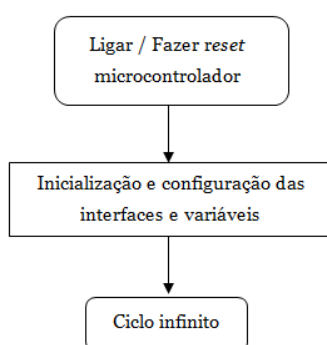 Ligar / Fazer reset
microcontrolador
Inicialização e configuração das
interfaces e variáveis
Ciclo infinito